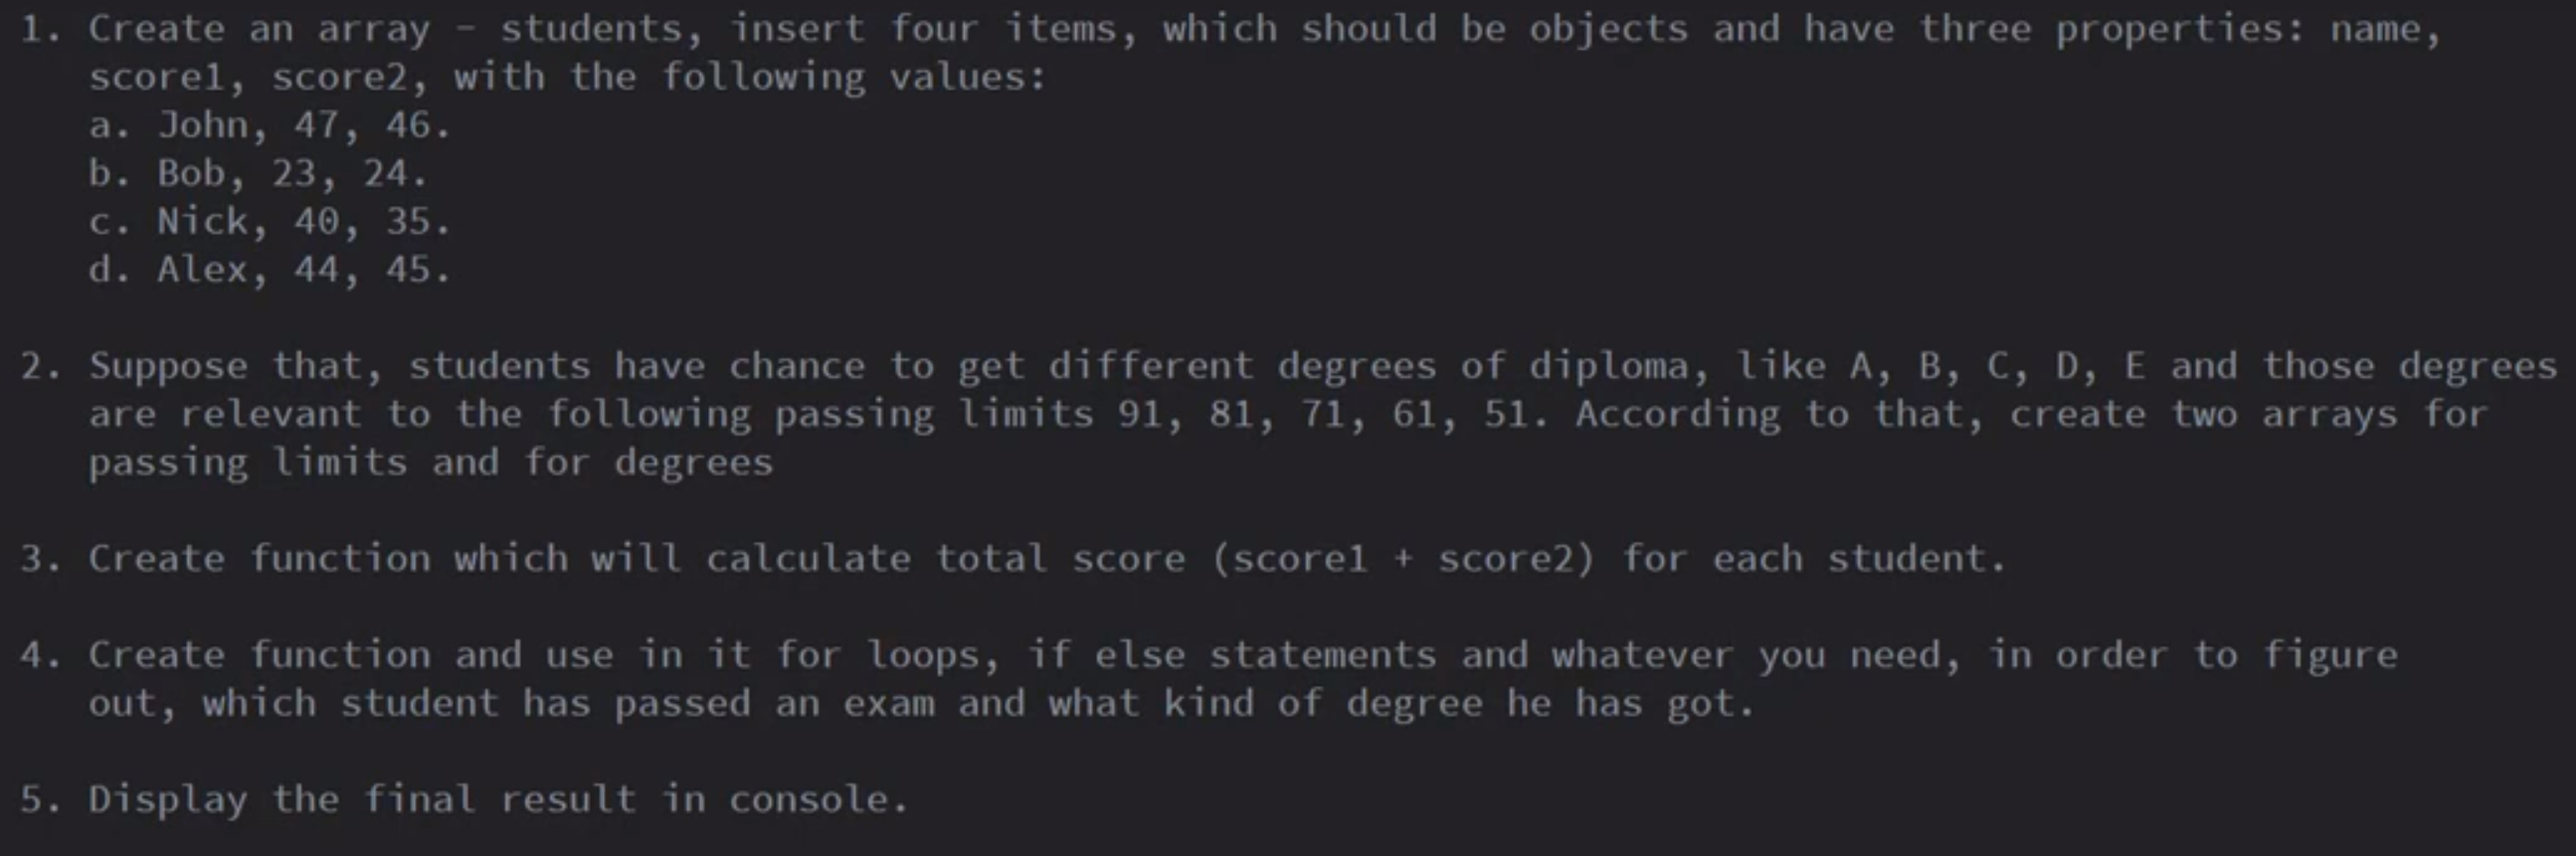 1. Create an array - students, insert four items, which should be objects and have three properties: name,
score1, score2, with the following values:
a. John, 47, 46.
b. Bob, 23, 24.
c. Nick, 40, 35.
d. Alex, 44, 45.
2. Suppose that, students have chance to get different degrees of diploma, like A, B, C, D, E and those degrees
are relevant to the following passing limits 91, 81, 71, 61, 51. According to that, create two arrays for
passing limits and for degrees
3. Create function which will calculate total score (score1 + score2) for each student.
4. Create function and use in it for loops, if else statements and whatever you need, in order to figure
out, which student has passed an exam and what kind of degree he has got.
5. Display the final result in console.